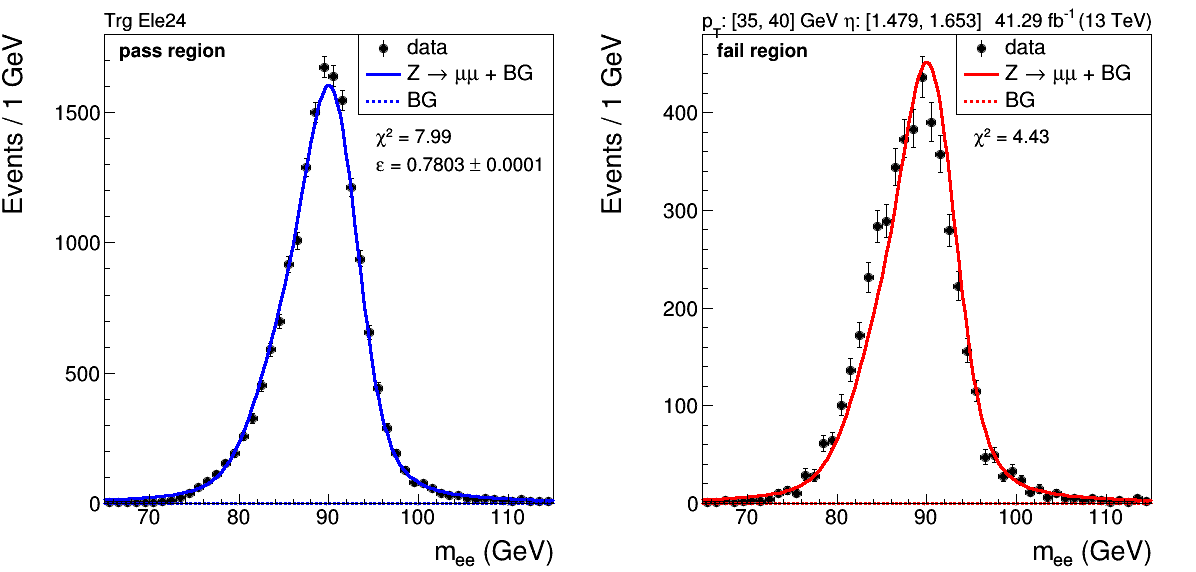 Trg Ele24
pass region
data
Z → μμ + BG
BG
χ² = 7.99
ε = 0.7803 ± 0.0001
Events / 1 GeV
1500
1000
500
0
70 80 90 100 110
m_ee (GeV)
p_T: [35, 40] GeV η: [1.479, 1.653] 41.29 fb⁻¹ (13 TeV)
fail region
data
Z → μμ + BG
BG
χ² = 4.43
Events / 1 GeV
400
300
200
100
0
70 80 90 100 110
m_ee (GeV)